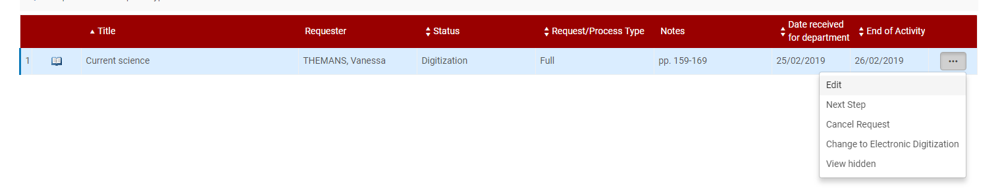 Title
Requester
Status
Request/Process Type
Notes
Date received
for department
End of Activity
1
Current science
THEMANS, Vanessa
Digitization
Full
pp. 159-169
25/02/2019
26/02/2019
Edit
Next Step
Cancel Request
Change to Electronic Digitization
View hidden